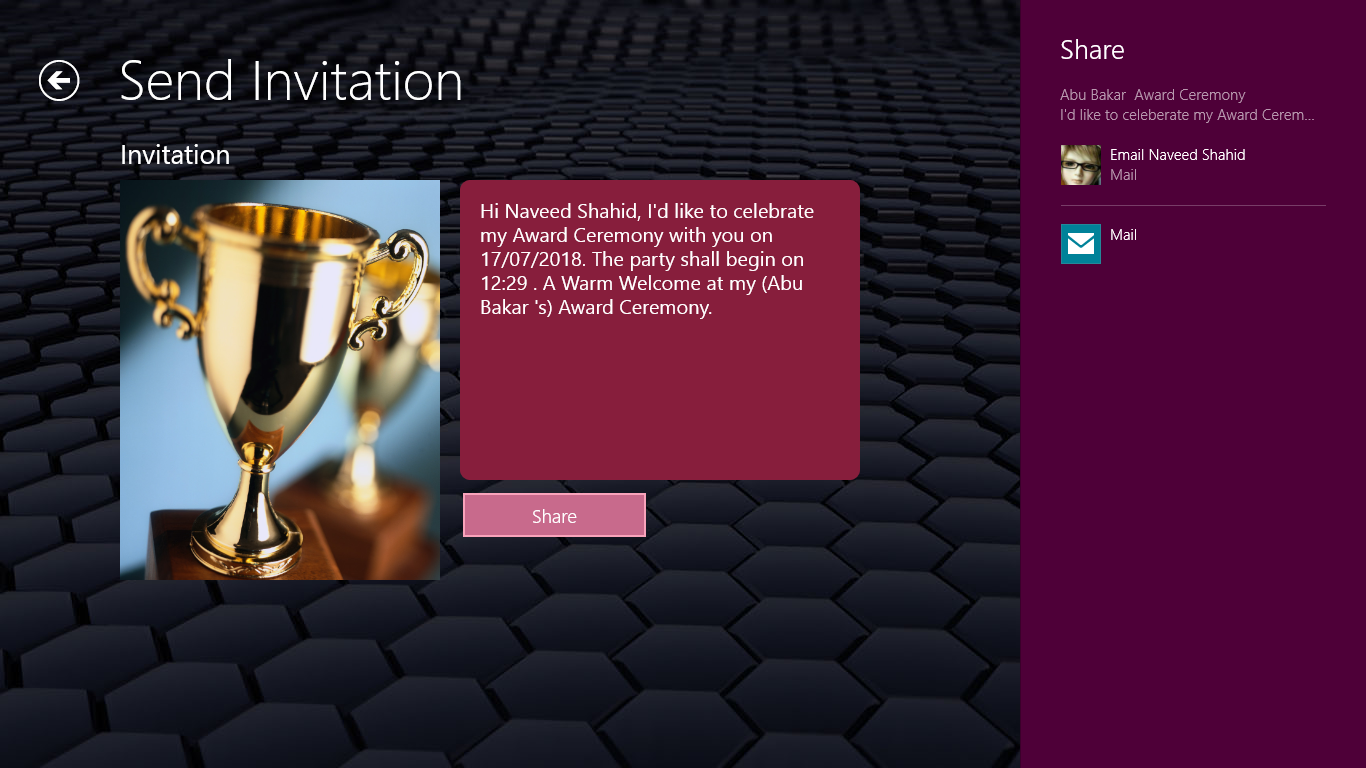 Send Invitation
Invitation
Hi Naveed Shahid, I'd like to celebrate
my Award Ceremony with you on
17/07/2018. The party shall begin on
12:29 . A Warm Welcome at my (Abu
Bakar 's) Award Ceremony.
Share
Share
Abu Bakar  Award Ceremony
I'd like to celeberate my Award Cerem...
Email Naveed Shahid
Mail
Mail